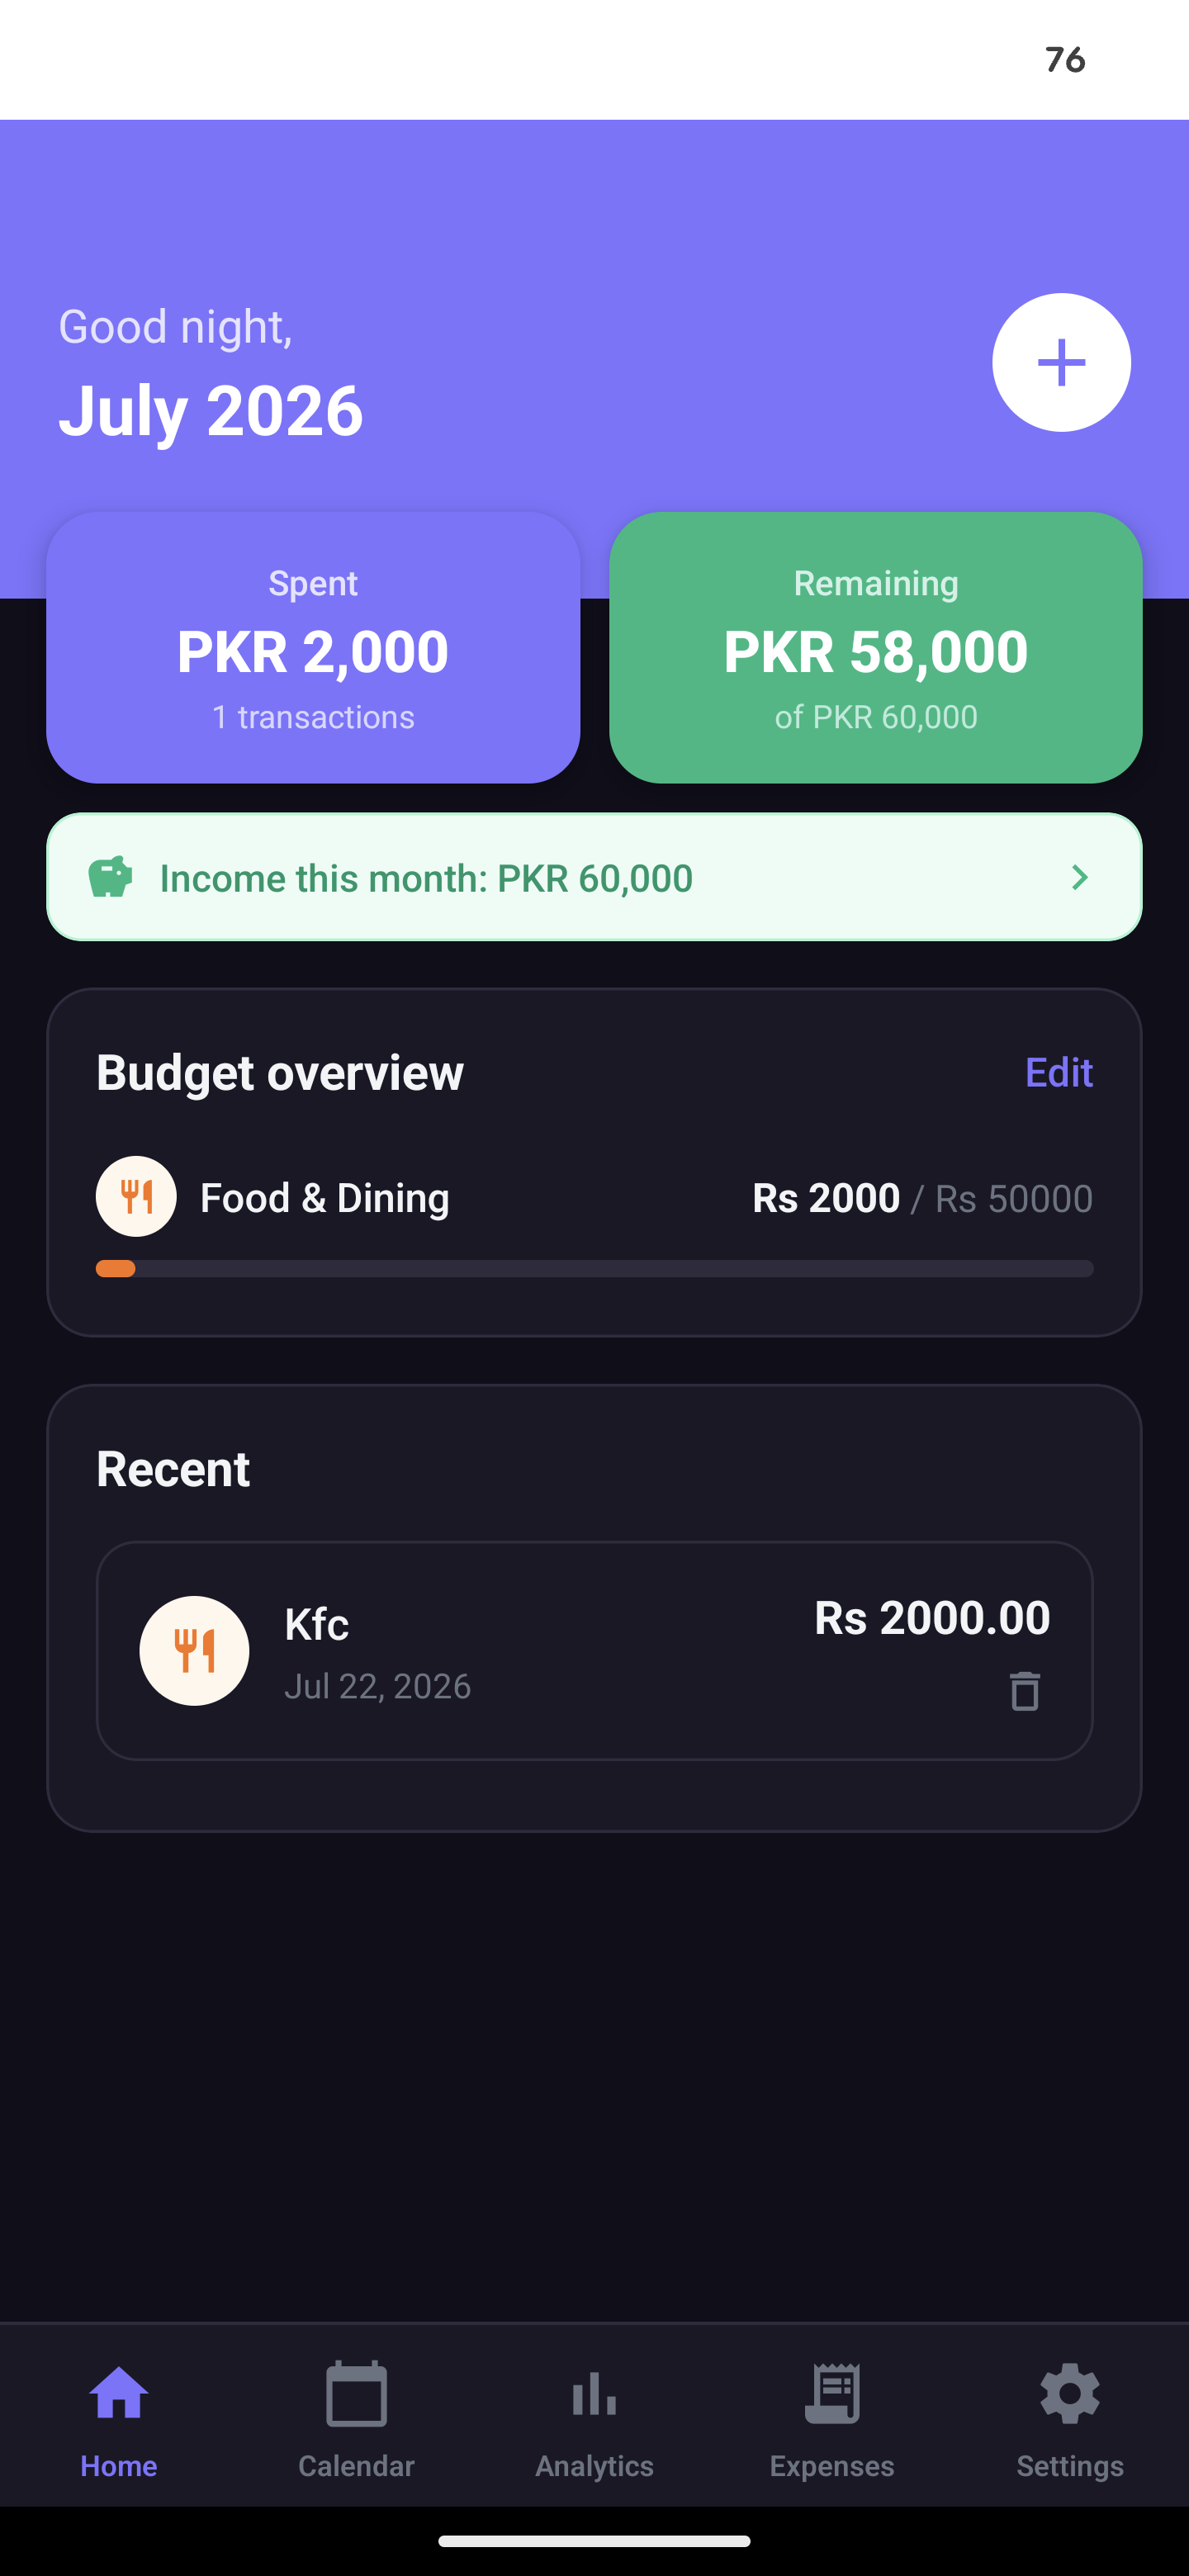 76
Good night,
July 2026
Spent
PKR 2,000
1 transactions
Remaining
PKR 58,000
of PKR 60,000
Income this month: PKR 60,000
Budget overview
Edit
Food & Dining
Rs 2000 / Rs 50000
Recent
Kfc
Rs 2000.00
Jul 22, 2026
Home
Calendar
Analytics
Expenses
Settings